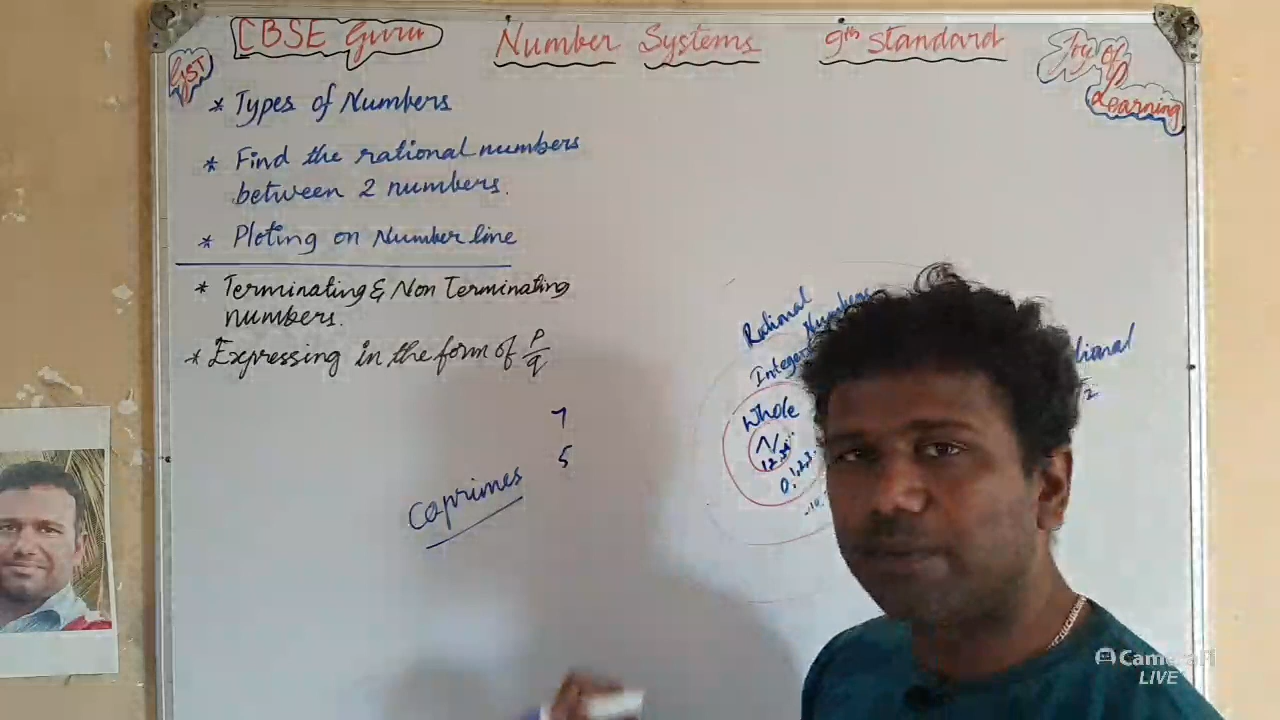 CBSE Guru Number Systems 9th Standard Joy of Learning
GST
* Types of Numbers
* Find the rational numbers
between 2 numbers.
* Ploting on Number line
* Terminating & Non Terminating
numbers.
* Expressing in the form of P/q
7
5
Coprimes
Rational
Numbers
Whole
N
CameraFi
LIVE